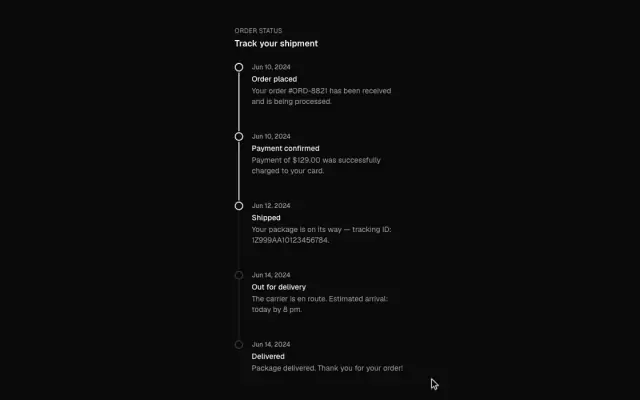 ORDER STATUS
Track your shipment
Jun 10, 2024
Order placed
Your order #ORD-8821 has been received
and is being processed.
Jun 10, 2024
Payment confirmed
Payment of $129.00 was successfully
charged to your card.
Jun 12, 2024
Shipped
Your package is on its way — tracking ID:
1Z999AA10123456784.
Jun 14, 2024
Out for delivery
The carrier is en route. Estimated arrival:
today by 8 pm.
Jun 14, 2024
Delivered
Package delivered. Thank you for your order!